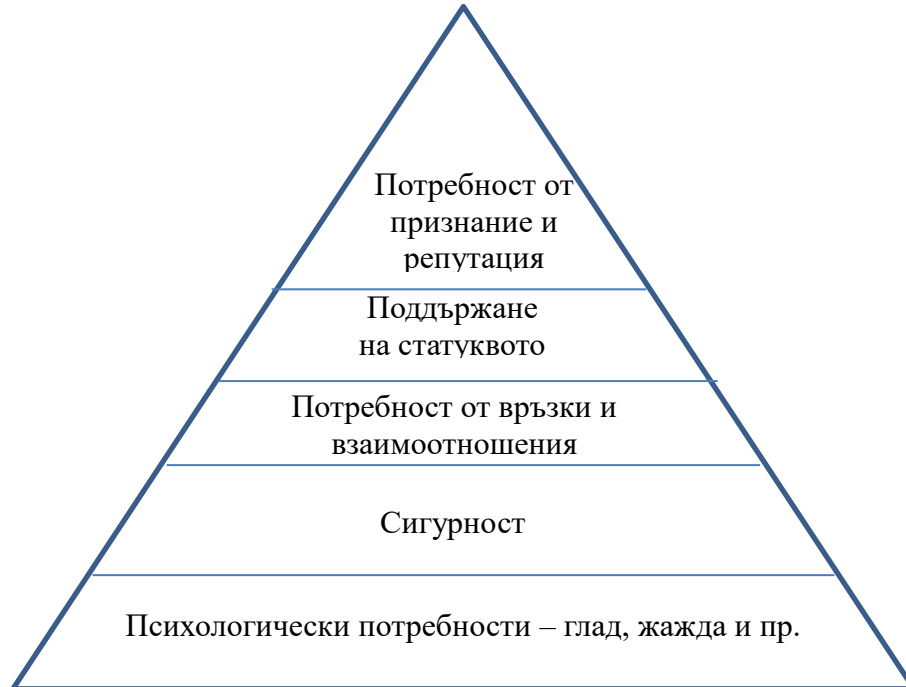 Потребност от
признание и
репутация
Поддържане
на статуквото
Потребност от връзки и
взаимоотношения
Сигурност
Психологически потребности – глад, жажда и пр.